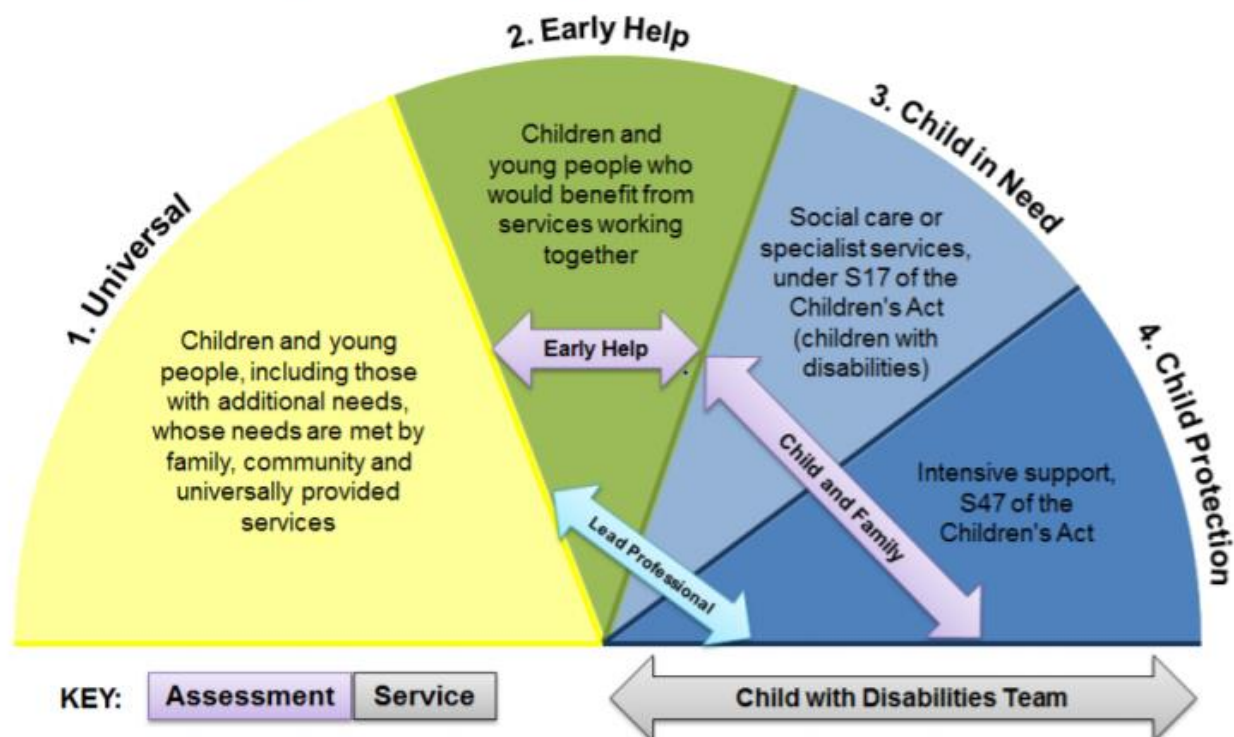 1. Universal
2. Early Help
3. Child in Need
4. Child Protection
Children and young
people, including those
with additional needs,
whose needs are met by
family, community and
universally provided
services
Children and
young people who
would benefit from
services working
together
Early Help
Social care or
specialist services,
under S17 of the
Children's Act
(children with
disabilities)
Intensive support,
S47 of the
Children's Act
Child and Family
Lead Professional
KEY:
Assessment
Service
Child with Disabilities Team